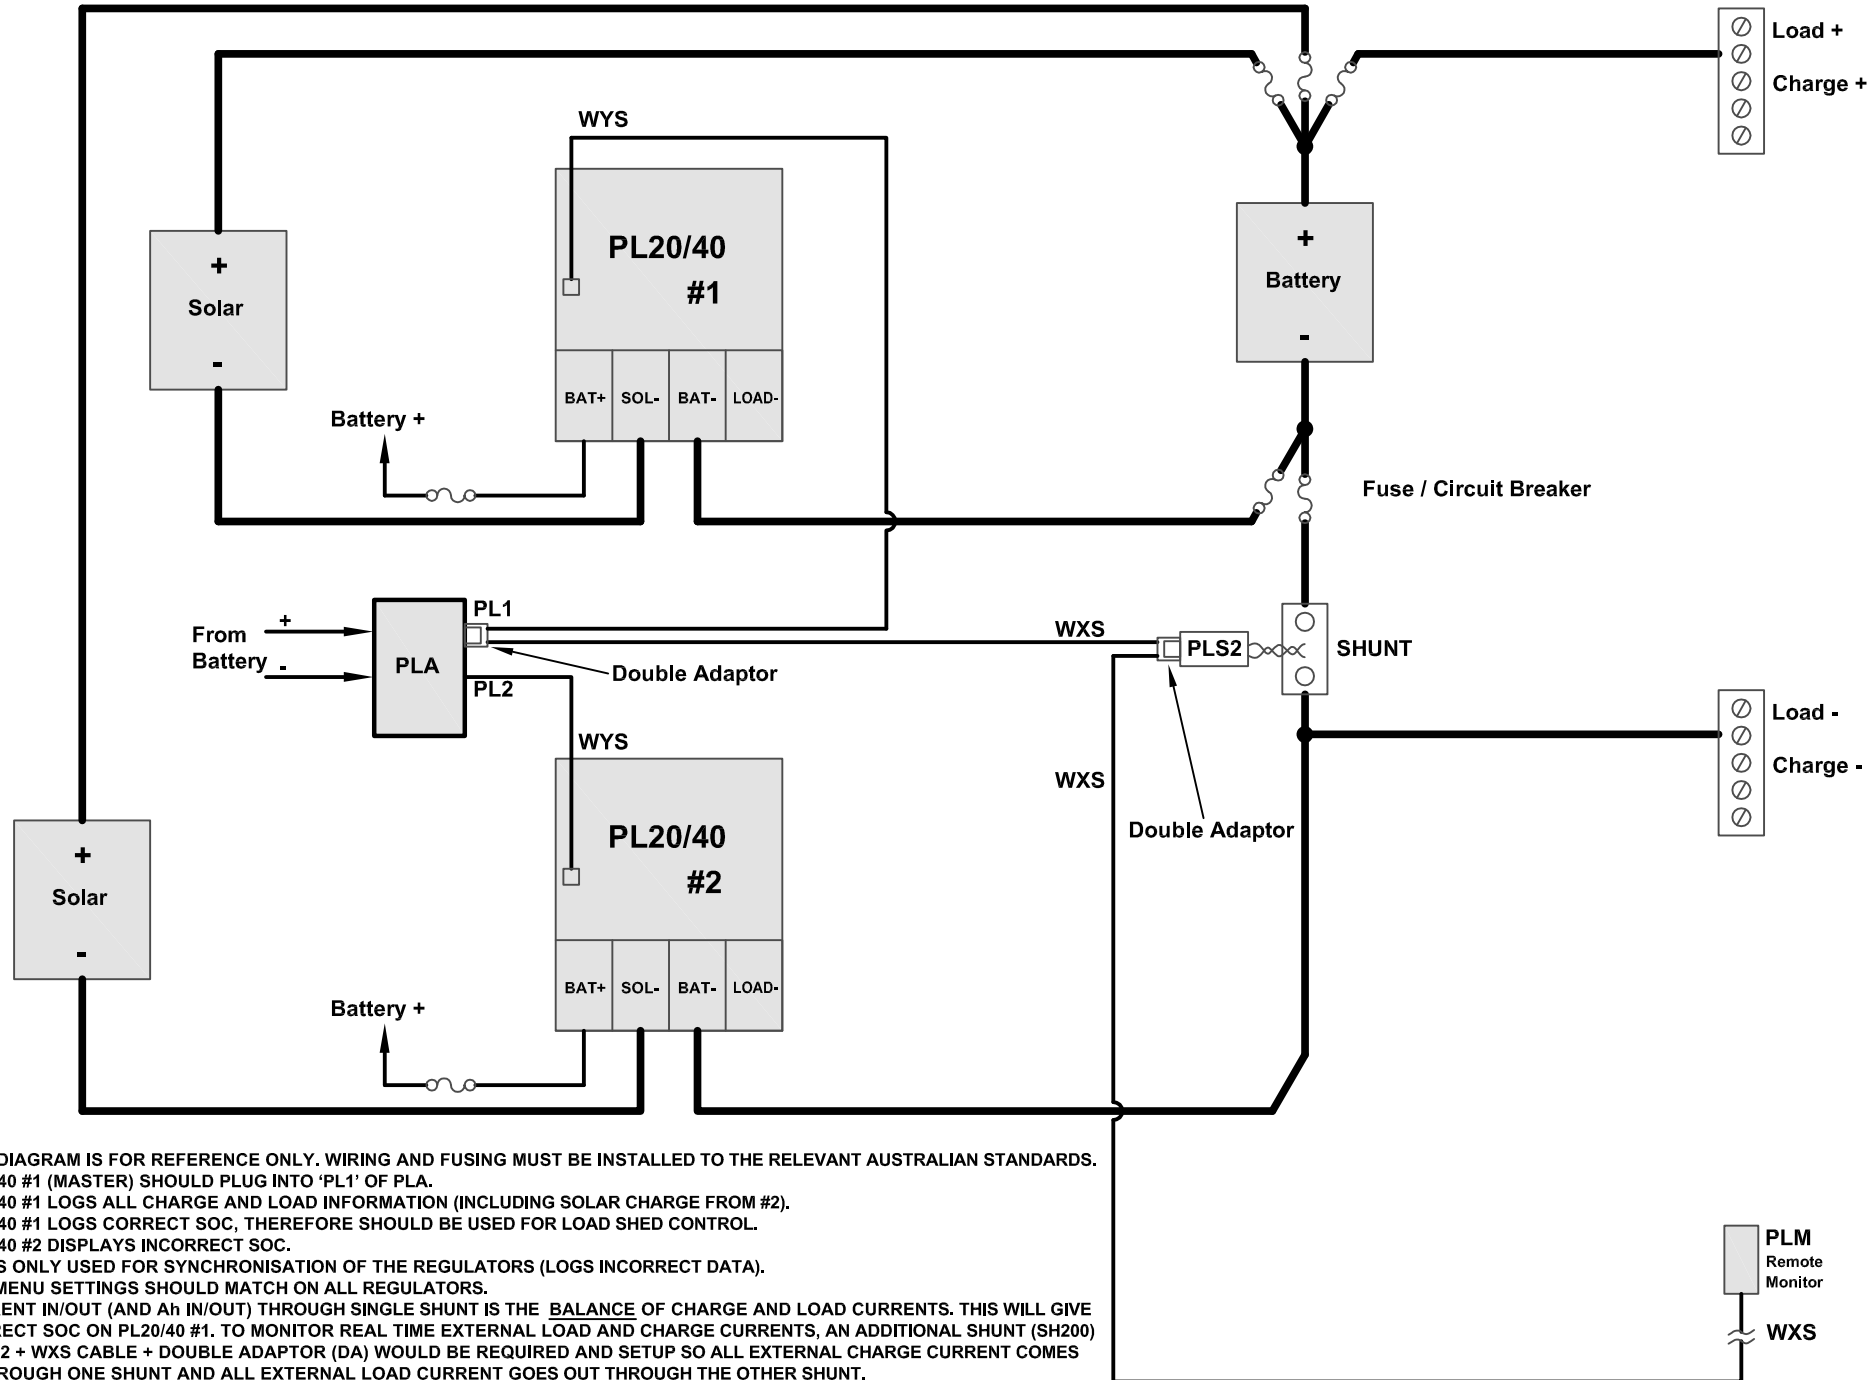 Load +
Charge +
WYS
PL20/40
#1
+
Solar
-
+
Battery
-
BAT+ SOL- BAT- LOAD-
Battery +
Fuse / Circuit Breaker
From
Battery
+
-
PLA
PL1
PL2
Double Adaptor
WXS
PLS2
SHUNT
Load -
Charge -
WYS
WXS
Double Adaptor
PL20/40
#2
+
Solar
-
BAT+ SOL- BAT- LOAD-
Battery +
DIAGRAM IS FOR REFERENCE ONLY. WIRING AND FUSING MUST BE INSTALLED TO THE RELEVANT AUSTRALIAN STANDARDS.
40 #1 (MASTER) SHOULD PLUG INTO ‘PL1’ OF PLA.
40 #1 LOGS ALL CHARGE AND LOAD INFORMATION (INCLUDING SOLAR CHARGE FROM #2).
40 #1 LOGS CORRECT SOC, THEREFORE SHOULD BE USED FOR LOAD SHED CONTROL.
40 #2 DISPLAYS INCORRECT SOC.
S ONLY USED FOR SYNCHRONISATION OF THE REGULATORS (LOGS INCORRECT DATA).
MENU SETTINGS SHOULD MATCH ON ALL REGULATORS.
ENT IN/OUT (AND Ah IN/OUT) THROUGH SINGLE SHUNT IS THE BALANCE OF CHARGE AND LOAD CURRENTS. THIS WILL GIVE
RECT SOC ON PL20/40 #1. TO MONITOR REAL TIME EXTERNAL LOAD AND CHARGE CURRENTS, AN ADDITIONAL SHUNT (SH200)
2 + WXS CABLE + DOUBLE ADAPTOR (DA) WOULD BE REQUIRED AND SETUP SO ALL EXTERNAL CHARGE CURRENT COMES
ROUGH ONE SHUNT AND ALL EXTERNAL LOAD CURRENT GOES OUT THROUGH THE OTHER SHUNT.
PLM
Remote
Monitor
WXS